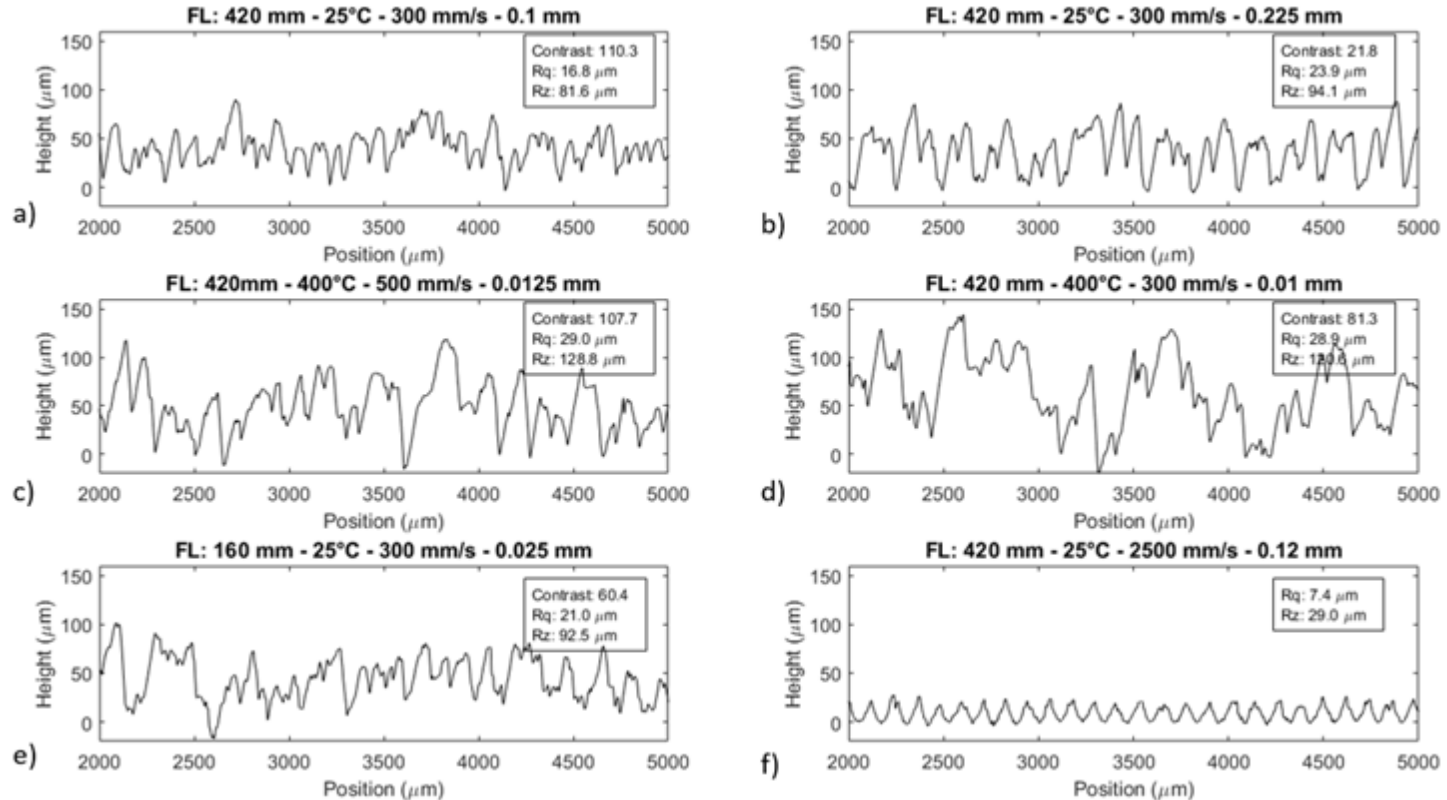 FL: 420 mm - 25°C - 300 mm/s - 0.1 mm
150
100
50
0
Height (μm)
Contrast: 110.3
Rq: 16.8 μm
Rz: 81.6 μm
a)
2000 2500 3000 3500 4000 4500 5000
Position (μm)
FL: 420 mm - 25°C - 300 mm/s - 0.225 mm
150
100
50
0
Height (μm)
Contrast: 21.8
Rq: 23.9 μm
Rz: 94.1 μm
b)
2000 2500 3000 3500 4000 4500 5000
Position (μm)
FL: 420mm - 400°C - 500 mm/s - 0.0125 mm
150
100
50
0
Height (μm)
Contrast: 107.7
Rq: 29.0 μm
Rz: 128.8 μm
c)
2000 2500 3000 3500 4000 4500 5000
Position (μm)
FL: 420 mm - 400°C - 300 mm/s - 0.01 mm
150
100
50
0
Height (μm)
Contrast: 81.3
Rq: 28.9 μm
Rz: μm
d)
2000 2500 3000 3500 4000 4500 5000
Position (μm)
FL: 160 mm - 25°C - 300 mm/s - 0.025 mm
150
100
50
0
Height (μm)
Contrast: 60.4
Rq: 21.0 μm
Rz: 92.5 μm
e)
2000 2500 3000 3500 4000 4500 5000
Position (μm)
FL: 420 mm - 25°C - 2500 mm/s - 0.12 mm
150
100
50
0
Height (μm)
Rq: 7.4 μm
Rz: 29.0 μm
f)
2000 2500 3000 3500 4000 4500 5000
Position (μm)